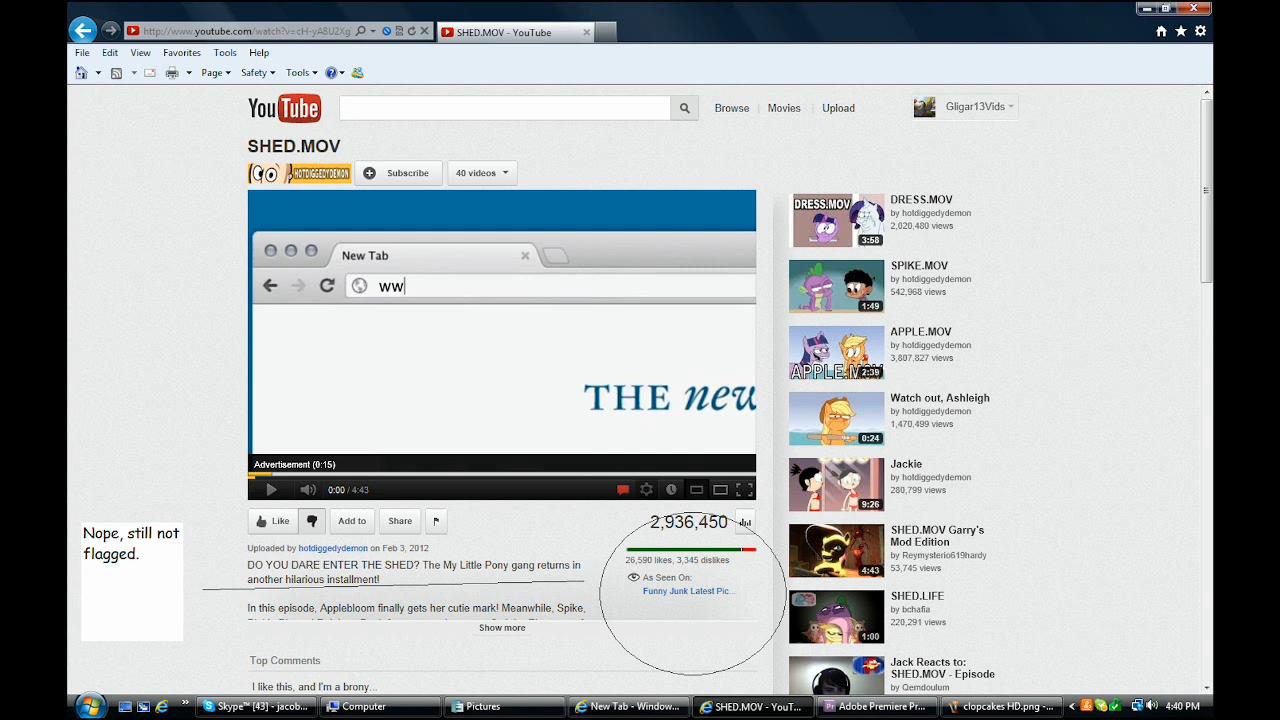 http://www.youtube.com/watch?v=cH-yA8U2Xg
SHED.MOV - YouTube
File Edit View Favorites Tools Help
Page Safety Tools
YouTube
Browse Movies Upload
Gligar13Vids
SHED.MOV
HOTDIGGEDYDEMON
Subscribe
40 videos
New Tab
ww
THE new
Advertisement (0:15)
0:00 / 4:43
Like
Add to
Share
2,936,450
Uploaded by hotdiggedydemon on Feb 3, 2012
DO YOU DARE ENTER THE SHED? The My Little Pony gang returns in
another hilarious installment!
In this episode, Applebloom finally gets her cutie mark! Meanwhile, Spike,
Show more
26,590 likes, 3,345 dislikes
As Seen On:
Funny Junk Latest Pic...
Top Comments
I like this, and I'm a brony...
Nope, still not
flagged.
DRESS.MOV
3:58
DRESS.MOV
by hotdiggedydemon
2,020,480 views
1:49
SPIKE.MOV
by hotdiggedydemon
542,968 views
APPLE.MOV
2:39
APPLE.MOV
by hotdiggedydemon
3,807,827 views
0:24
Watch out, Ashleigh
by hotdiggedydemon
1,470,499 views
9:26
Jackie
by hotdiggedydemon
280,799 views
4:43
SHED.MOV Garry's
Mod Edition
by Reymysterio619hardy
53,745 views
1:00
SHED.LIFE
by bchafia
220,291 views
Jack Reacts to:
SHED.MOV - Episode
by Qemdoulum
Skype™ [43] - jacob...
Computer
Pictures
New Tab - Window...
SHED.MOV - YouT...
Adobe Premiere Pr...
clopcakes HD.png - ...
4:40 PM